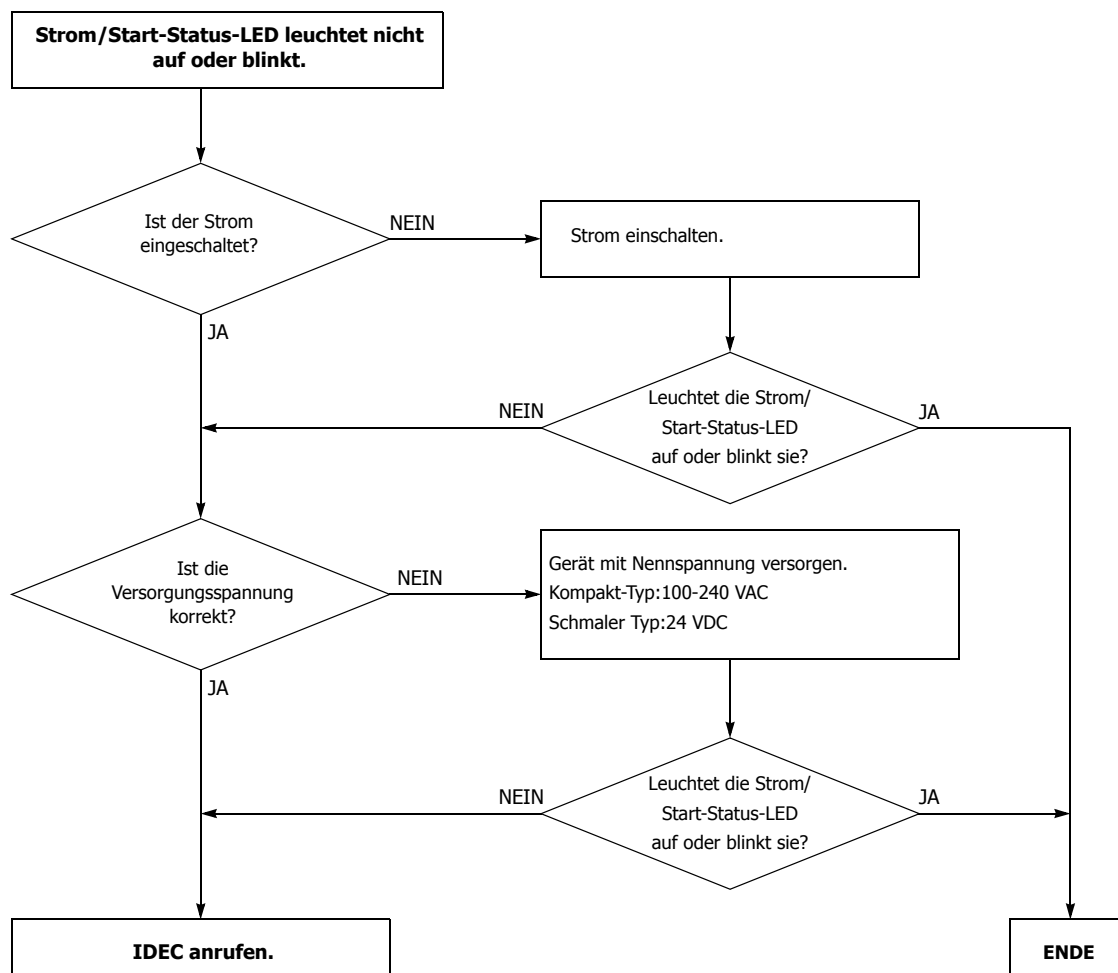 Strom/Start-Status-LED leuchtet nicht
auf oder blinkt.
Ist der Strom
eingeschaltet?
NEIN
Strom einschalten.
JA
Leuchtet die Strom/
Start-Status-LED
auf oder blinkt sie?
NEIN
JA
Ist die
Versorgungsspannung
korrekt?
NEIN
Gerät mit Nennspannung versorgen.
Kompakt-Typ:100-240 VAC
Schmaler Typ:24 VDC
JA
Leuchtet die Strom/
Start-Status-LED
auf oder blinkt sie?
NEIN
JA
IDEC anrufen.
ENDE